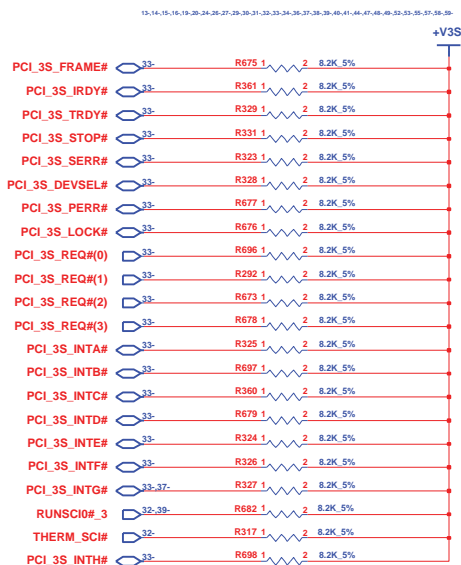 13-,14-,15-,16-,19-,20-,24-,26-,27-,29-,30-,31-,32-,33-,34-,35-,37-,38-,39-,40-,41-,44-,47-,48-,49-,52-,53-,55-,57-,58-,59-
+V3S
PCI_3S_FRAME# 33- R675 1 2 8.2K_5%
PCI_3S_IRDY# 33- R361 1 2 8.2K_5%
PCI_3S_TRDY# 33- R329 1 2 8.2K_5%
PCI_3S_STOP# 33- R331 1 2 8.2K_5%
PCI_3S_SERR# 33- R323 1 2 8.2K_5%
PCI_3S_DEVSEL# 33- R328 1 2 8.2K_5%
PCI_3S_PERR# 33- R677 1 2 8.2K_5%
PCI_3S_LOCK# 33- R676 1 2 8.2K_5%
PCI_3S_REQ#(0) 33- R696 1 2 8.2K_5%
PCI_3S_REQ#(1) 33- R292 1 2 8.2K_5%
PCI_3S_REQ#(2) 33- R673 1 2 8.2K_5%
PCI_3S_REQ#(3) 33- R678 1 2 8.2K_5%
PCI_3S_INTA# 33- R325 1 2 8.2K_5%
PCI_3S_INTB# 33- R697 1 2 8.2K_5%
PCI_3S_INTC# 33- R360 1 2 8.2K_5%
PCI_3S_INTD# 33- R679 1 2 8.2K_5%
PCI_3S_INTE# 33- R324 1 2 8.2K_5%
PCI_3S_INTF# 33- R326 1 2 8.2K_5%
PCI_3S_INTG# 33-,37- R327 1 2 8.2K_5%
RUNSCI0#_3 32-,39- R682 1 2 8.2K_5%
THERM_SCI# 32- R317 1 2 8.2K_5%
PCI_3S_INTH# 33- R698 1 2 8.2K_5%